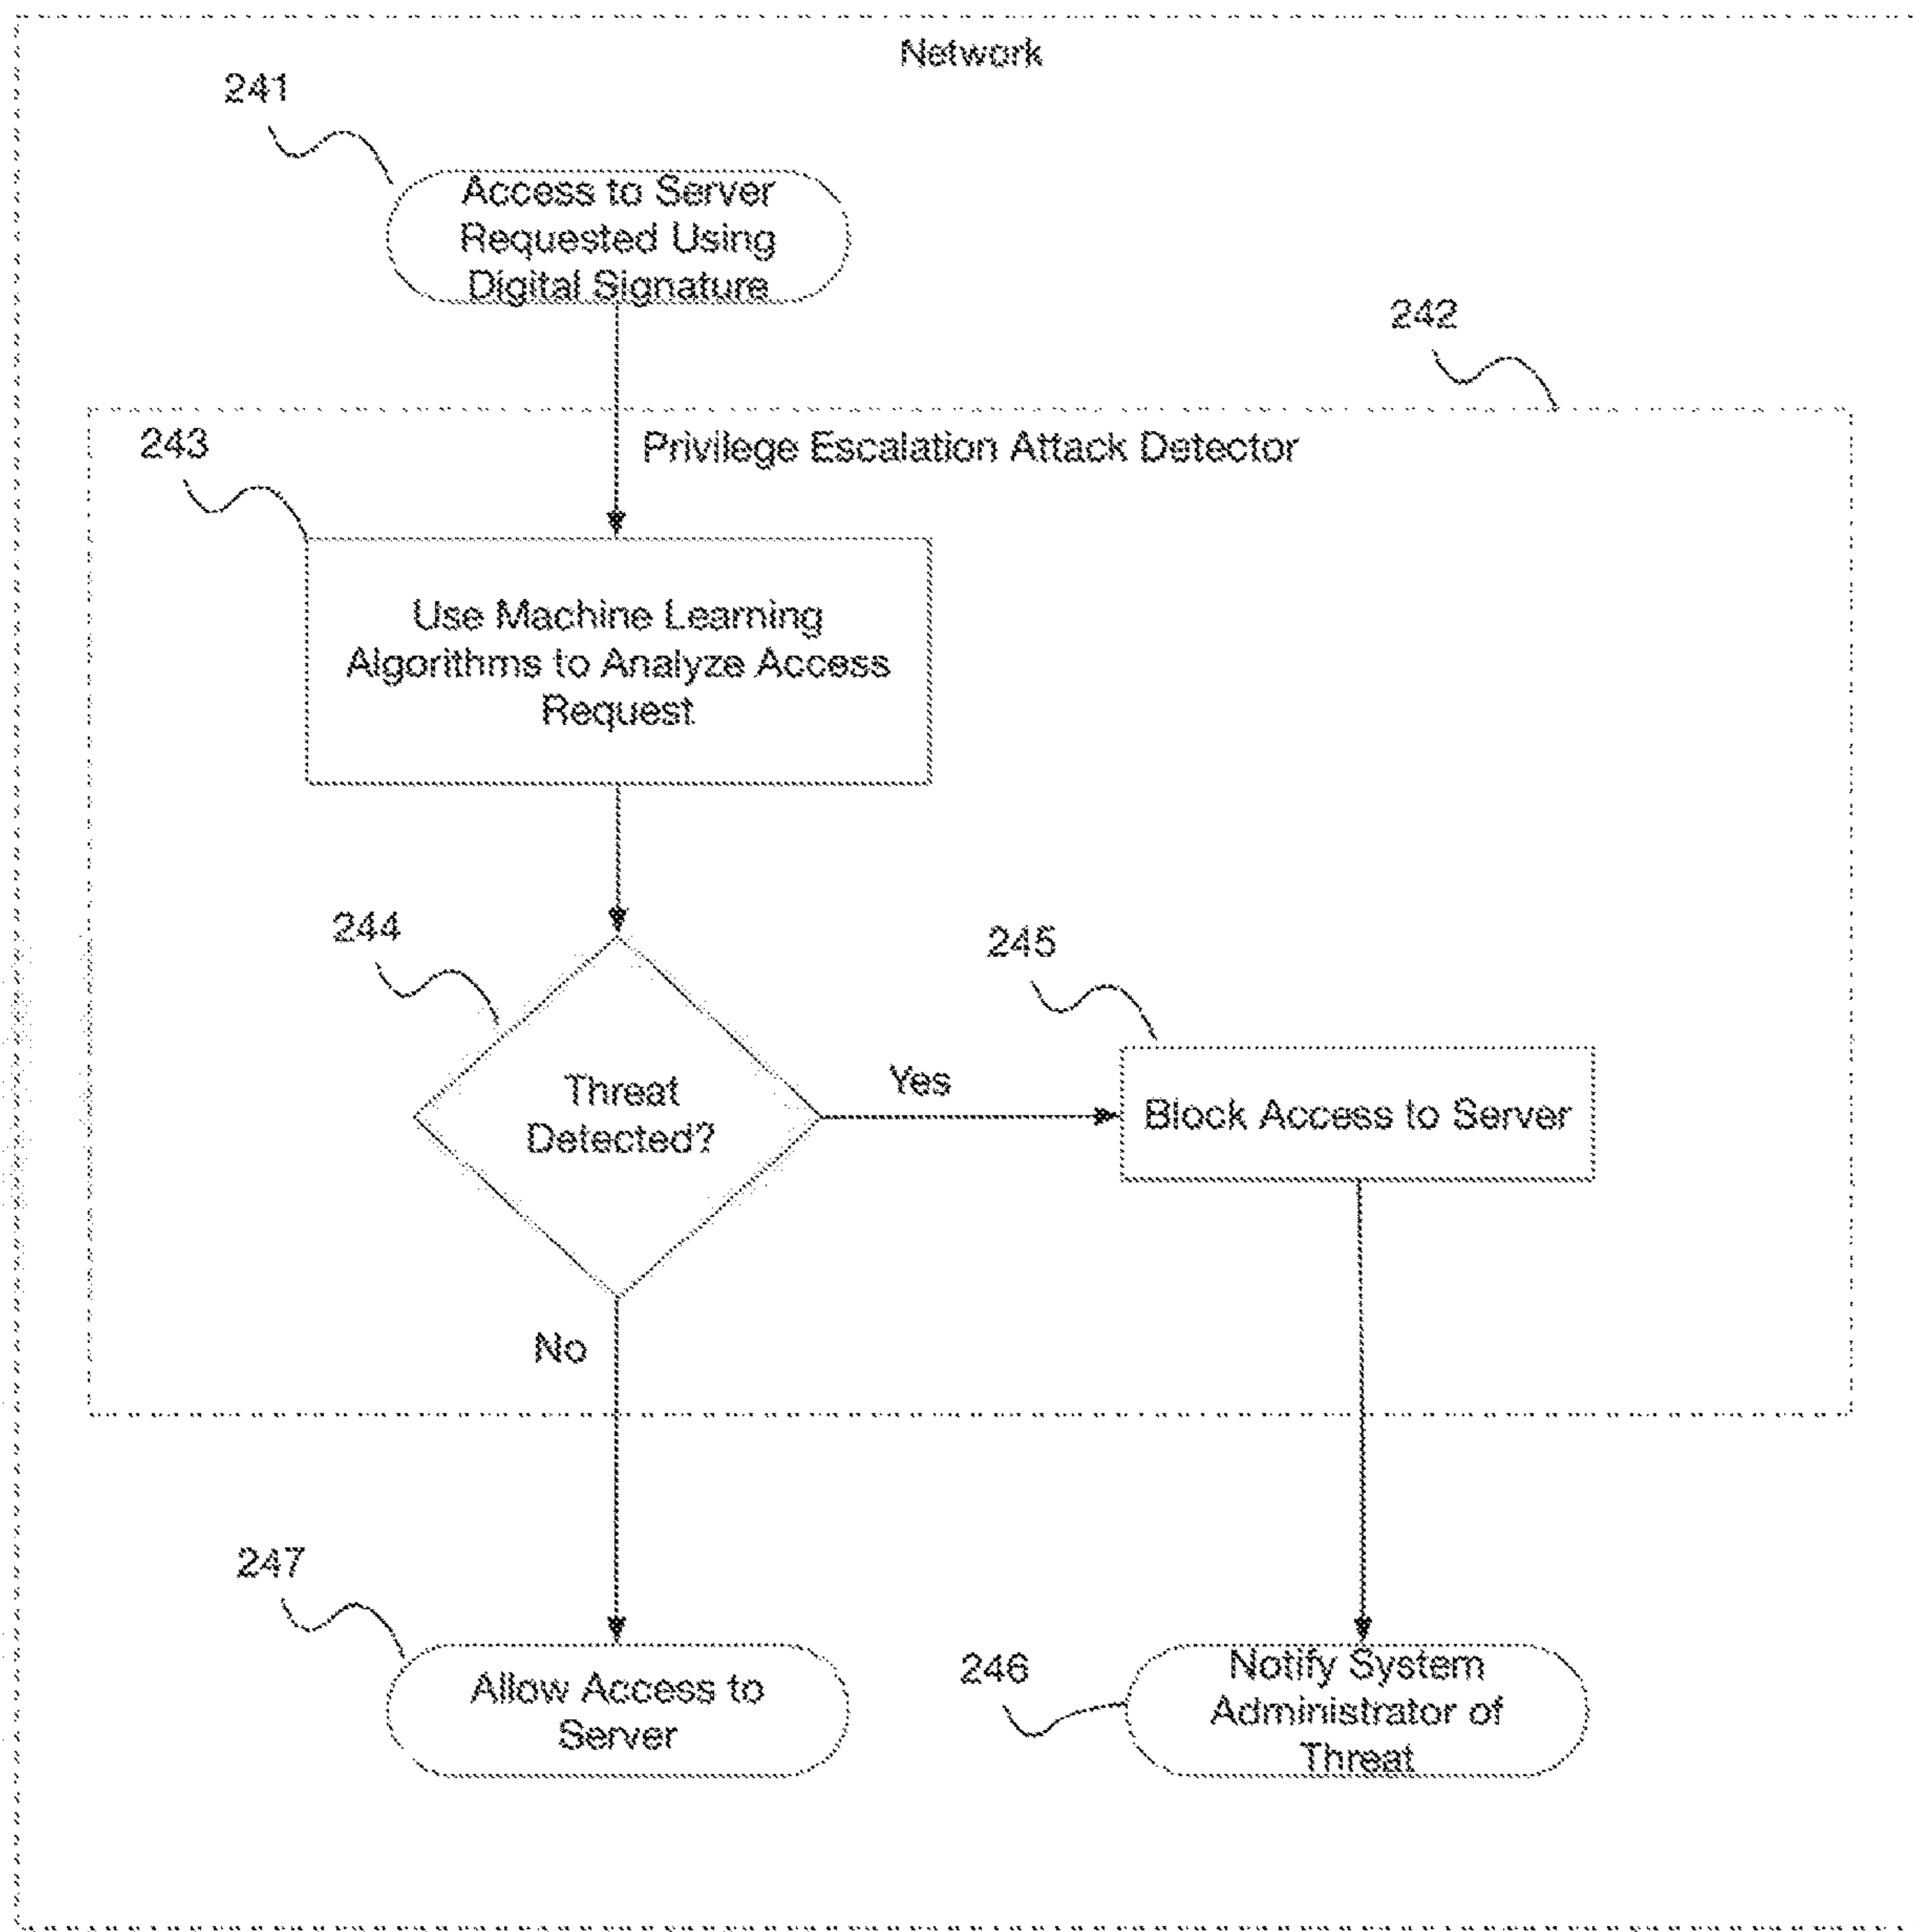 Network
241
Access to Server
Requested Using
Digital Signature
242
243
Privilege Escalation Attack Detector
Use Machine Learning
Algorithms to Analyze Access
Request
244
245
Threat
Detected?
Yes
Block Access to Server
No
247
246
Allow Access to
Server
Notify System
Administrator of
Threat